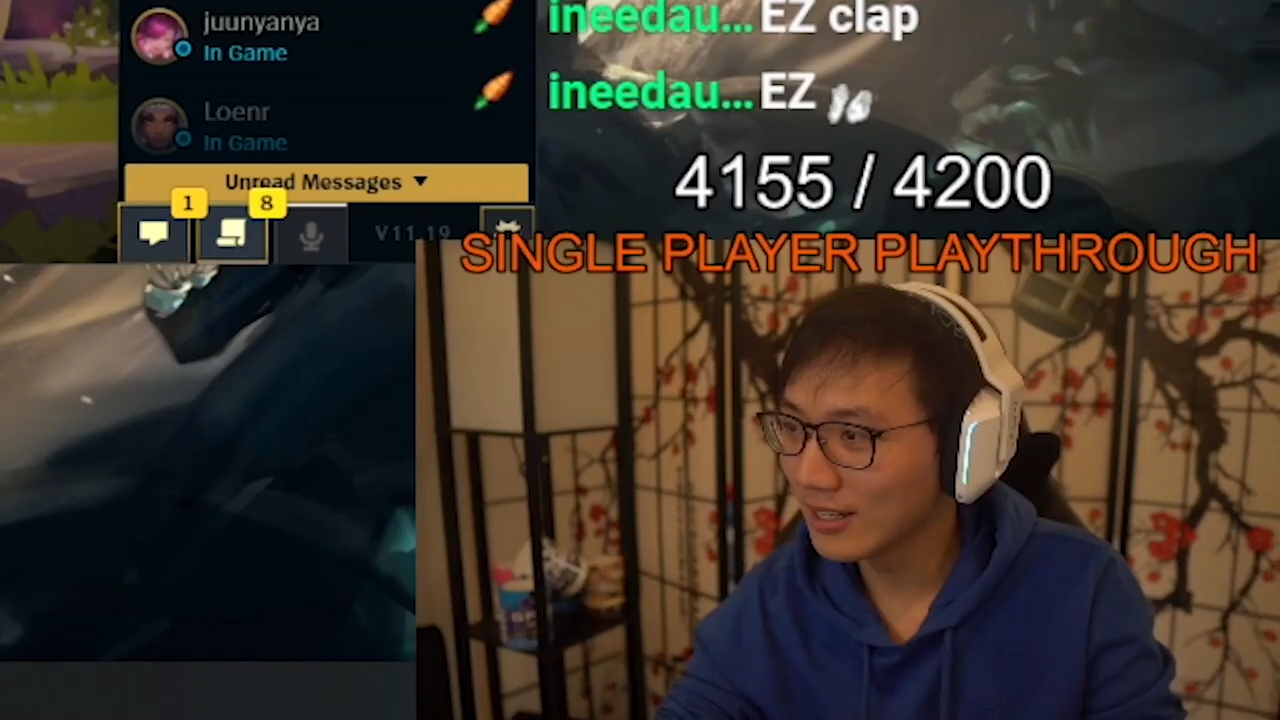 juunyanya
In Game
Loenr
In Game
Unread Messages
1
8
V11.19
ineedau... EZ clap
ineedau... EZ
4155 / 4200
SINGLE PLAYER PLAYTHROUGH